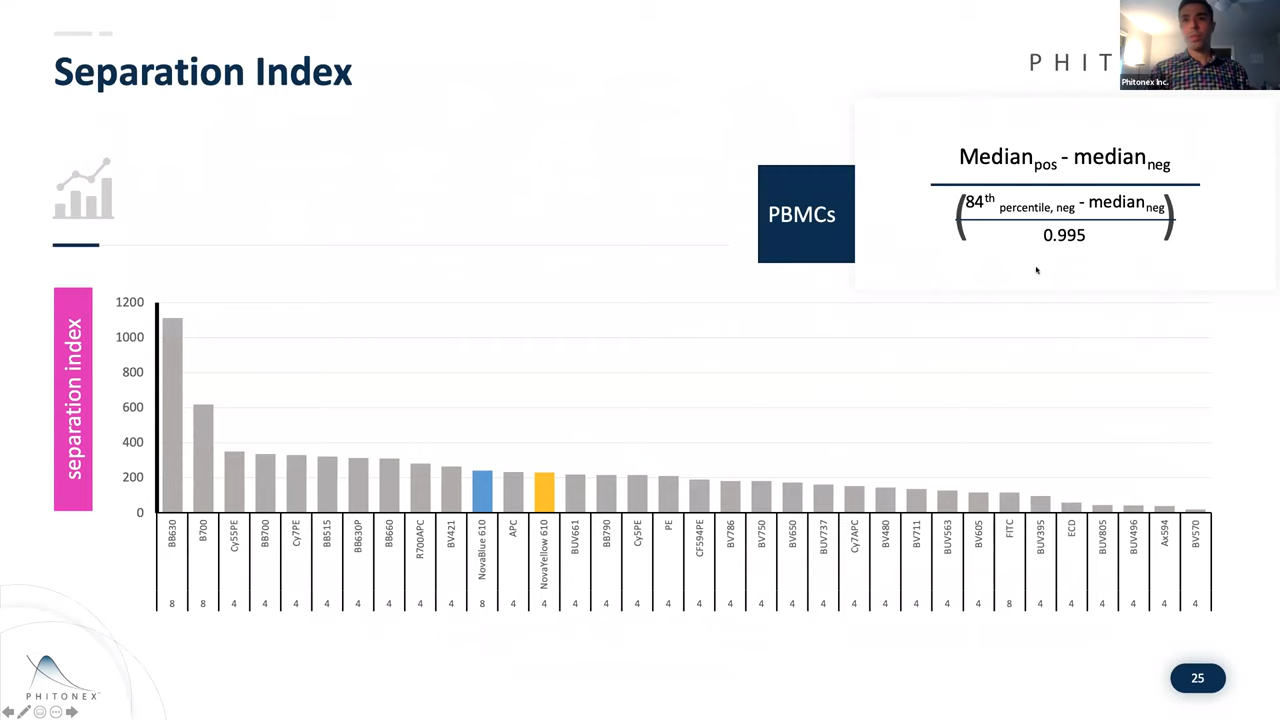 Separation Index
P H I T
Phitonex Inc.
PBMCs
Median pos - median neg
84th percentile, neg - median neg
0.995
separation index
1200
1000
800
600
400
200
0
BB630 B700 Cy55PE BB700 Cy7PE BB515 BB630P BB660 R700APC BV421 NovaBlue 610 APC NovaYellow 610 BUV661 BB790 Cy5PE PE CF594PE BV786 BV750 BV650 BUV737 Cy7APC BV480 BV711 BUV563 BV605 FITC BUV395 ECD BUV805 BUV496 Ax594 BV570
8 8 4 4 4 4 4 4 4 4 8 4 4 4 4 4 4 4 4 4 4 4 4 4 4 4 4 8 4 4 4 4 4 4
PHITONEX
25